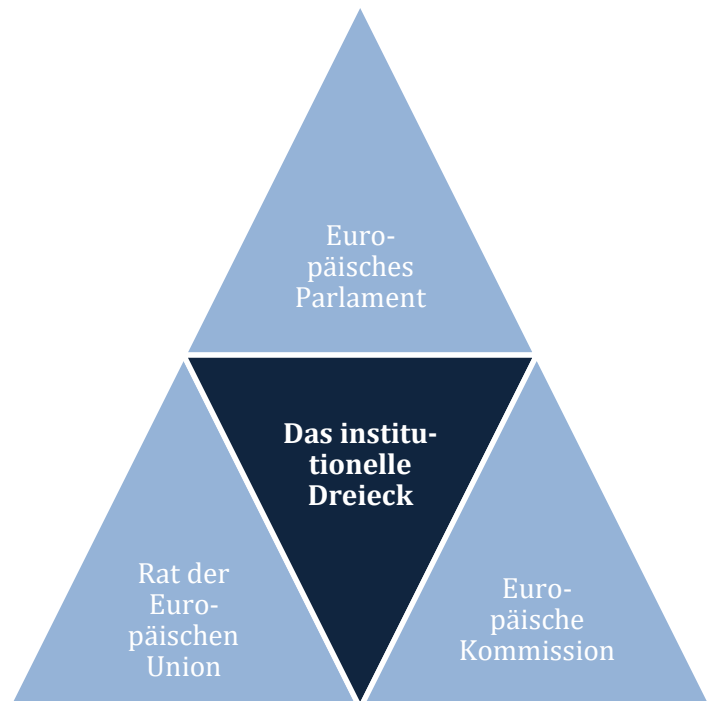 Euro-
päisches
Parlament
Das institu-
tionelle
Dreieck
Rat der
Euro-
päischen
Union
Euro-
päische
Kommission